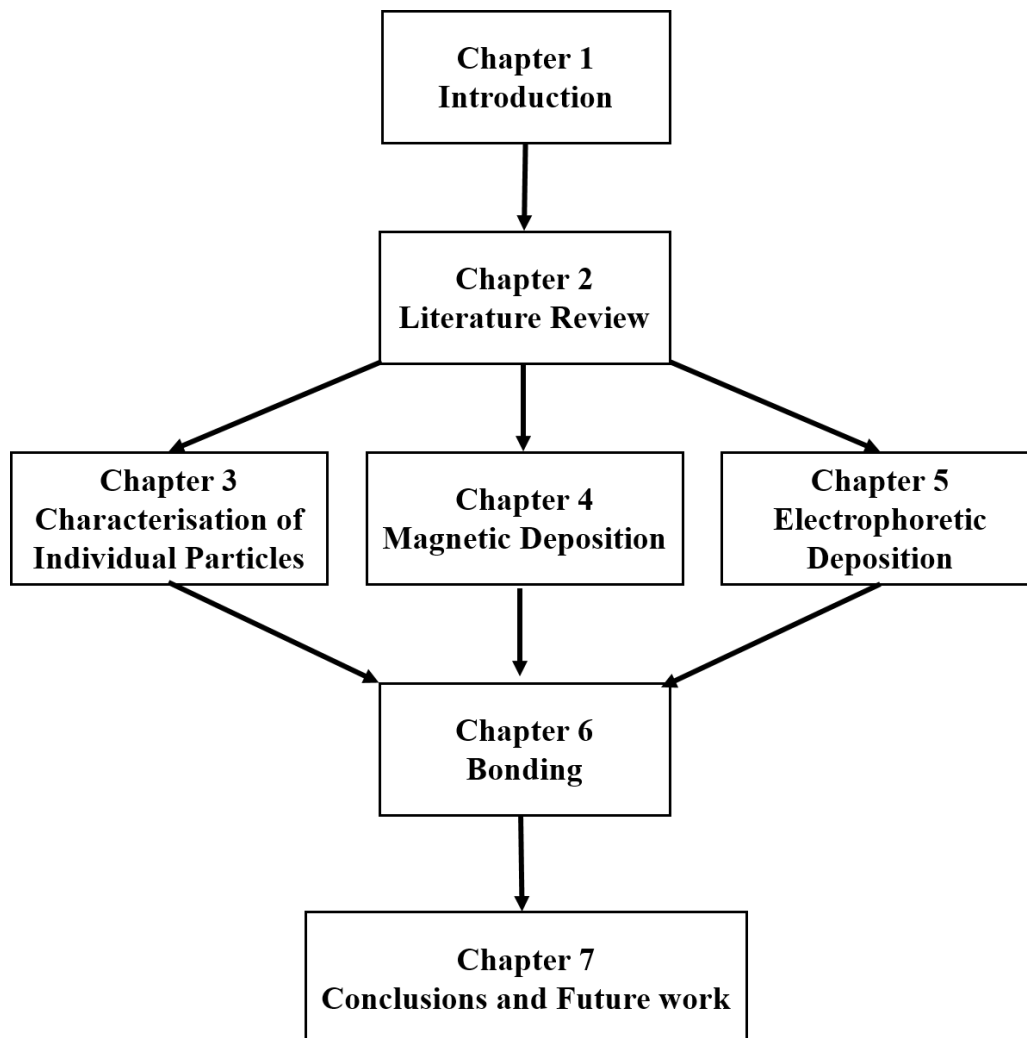 Chapter 1
Introduction
Chapter 2
Literature Review
Chapter 3
Characterisation of
Individual Particles
Chapter 4
Magnetic Deposition
Chapter 5
Electrophoretic
Deposition
Chapter 6
Bonding
Chapter 7
Conclusions and Future work